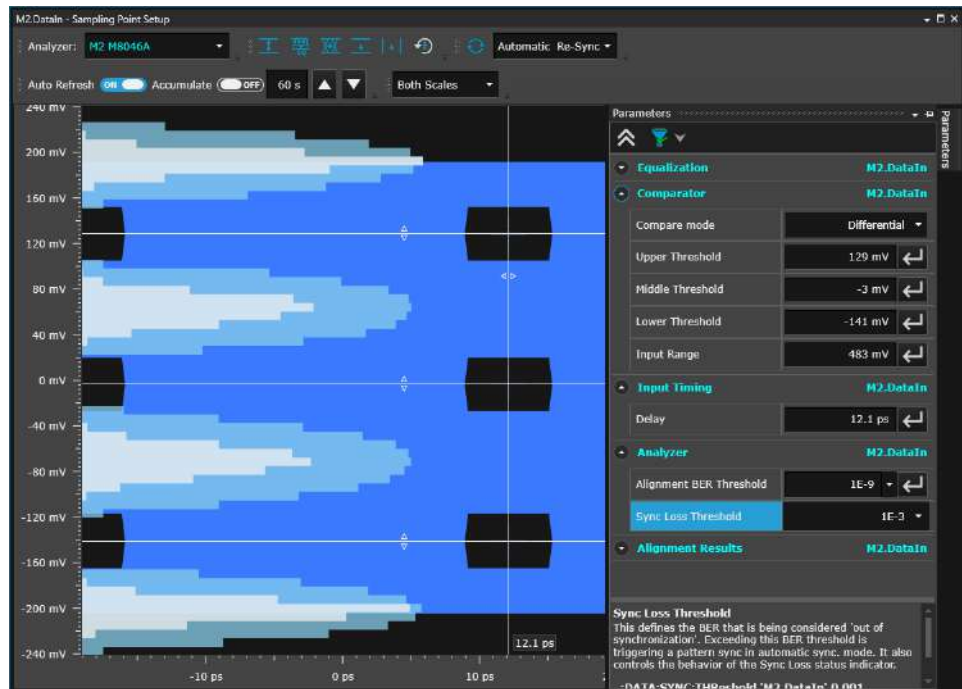 M2.DataIn - Sampling Point Setup
Analyzer: M2 M8046A Automatic Re-Sync
Auto Refresh ON Accumulate OFF 60 s Both Scales
240 mV
200 mV
160 mV
120 mV
80 mV
40 mV
0 mV
-40 mV
-80 mV
-120 mV
-160 mV
-200 mV
-240 mV
12.1 ps
-10 ps 0 ps 10 ps
Parameters
Parameters
Equalization M2.DataIn
Comparator M2.DataIn
Compare mode Differential
Upper Threshold 129 mV
Middle Threshold -3 mV
Lower Threshold -141 mV
Input Range 483 mV
Input Timing M2.DataIn
Delay 12.1 ps
Analyzer M2.DataIn
Alignment BER Threshold 1E-9
Sync Loss Threshold 1E-3
Alignment Results M2.DataIn
Sync Loss Threshold
This defines the BER that is being considered 'out of
synchronization'. Exceeding this BER threshold is
triggering a pattern sync in automatic sync. mode. It also
controls the behavior of the Sync Loss status indicator.
:DATA:SYNC:THReshold 'M2.DataIn',0.001